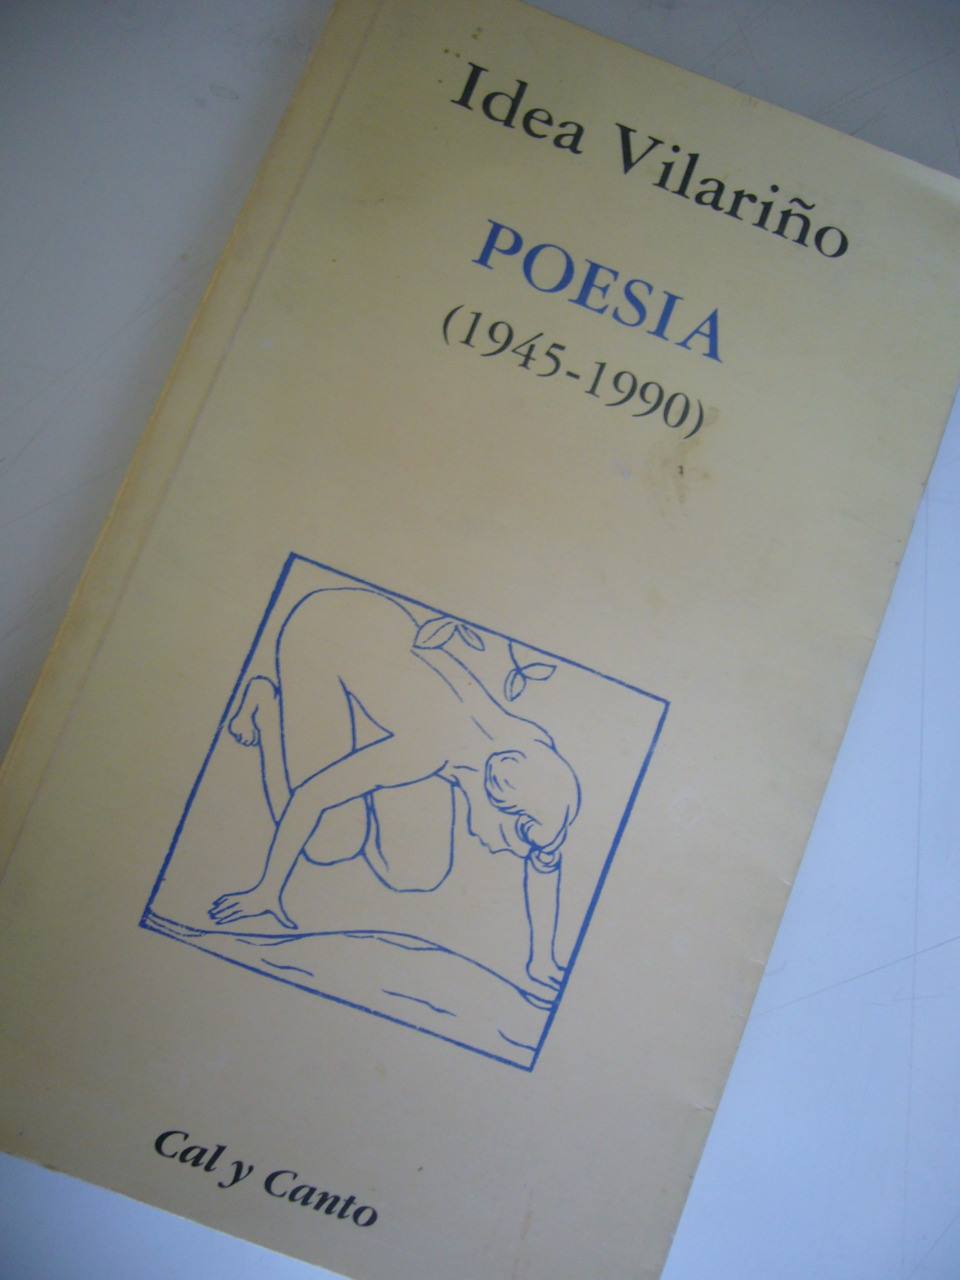 Idea Vilariño
POESIA
(1945-1990)
Cal y Canto